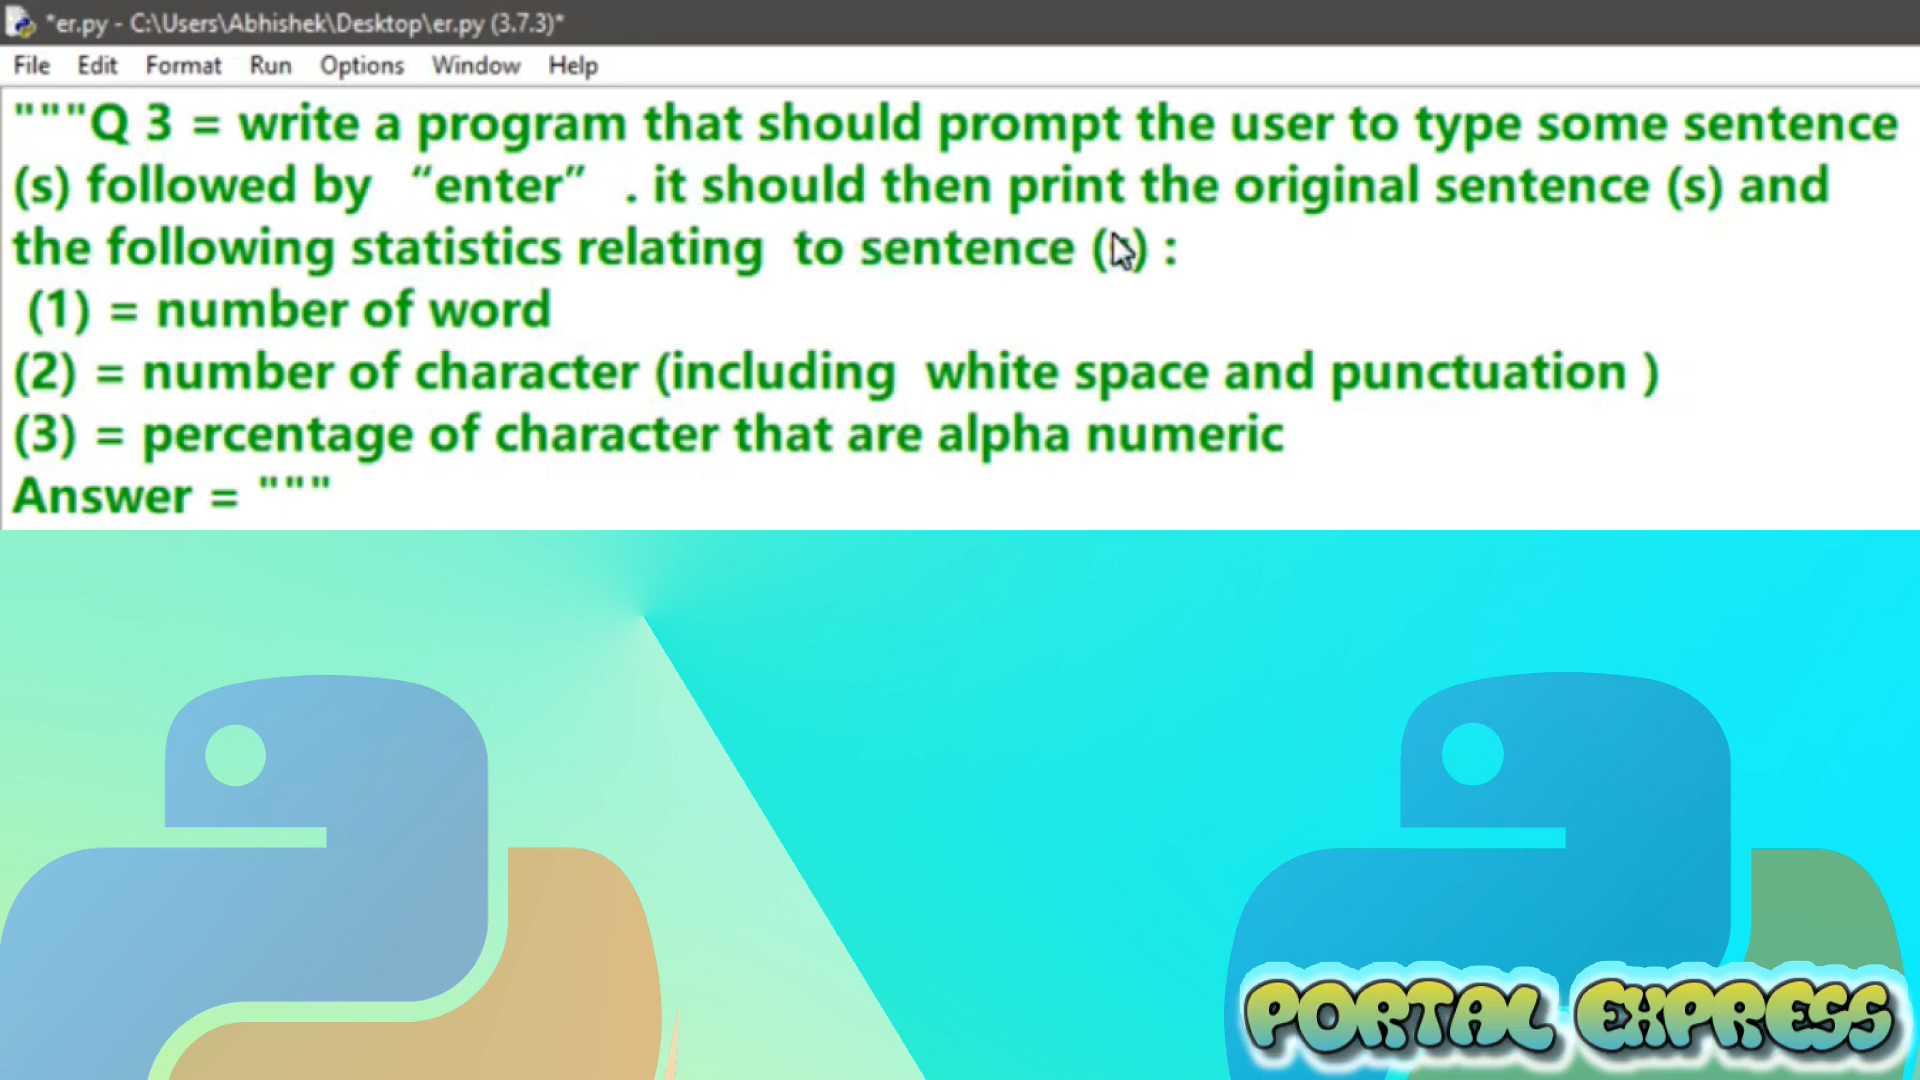 *er.py - C:\Users\Abhishek\Desktop\er.py (3.7.3)*
File Edit Format Run Options Window Help
"""Q 3 = write a program that should prompt the user to type some sentence
(s) followed by “enter” . it should then print the original sentence (s) and
the following statistics relating to sentence (s) :
(1) = number of word
(2) = number of character (including white space and punctuation )
(3) = percentage of character that are alpha numeric
Answer = """
PORTAL EXPRESS